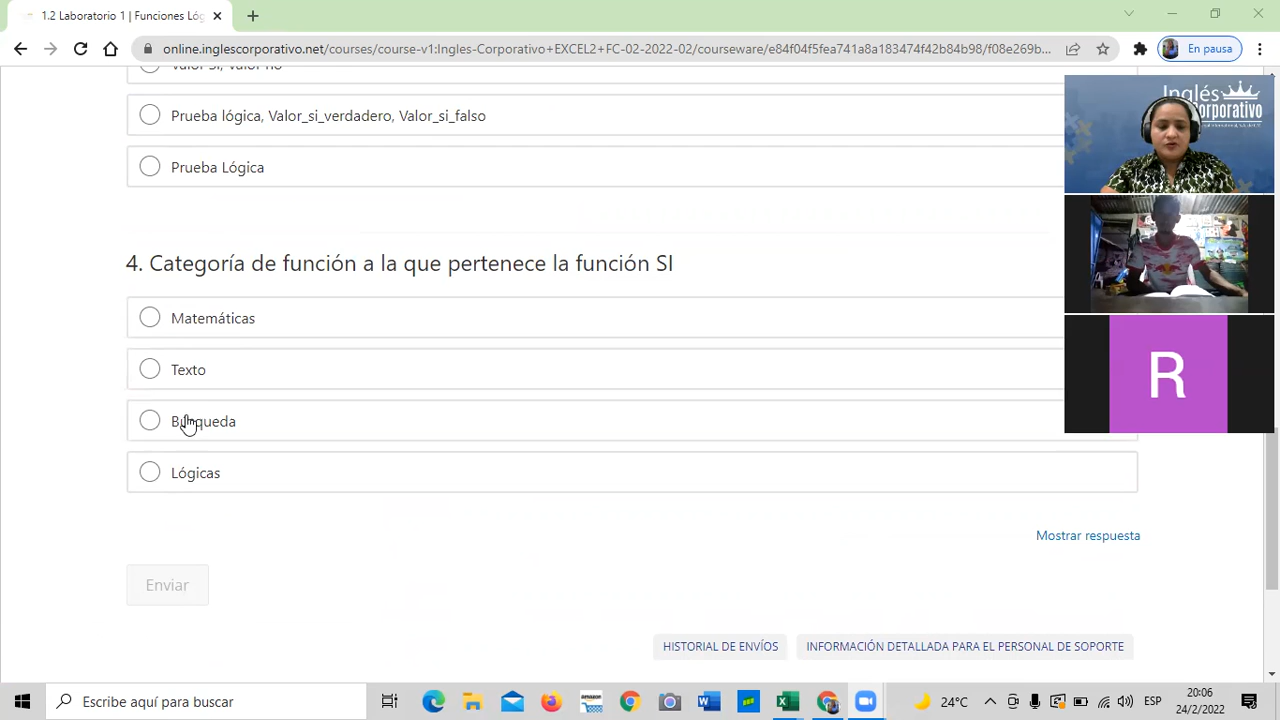 1.2 Laboratorio 1 | Funciones Lóg
online.inglescorporativo.net/courses/course-v1:Ingles-Corporativo+EXCEL2+FC-02-2022-02/courseware/e84f04f5fea741a8a183474f42b84b98/f08e269b...
En pausa
Inglés
Corporativo
Prueba lógica, Valor_si_verdadero, Valor_si_falso
Prueba Lógica
4. Categoría de función a la que pertenece la función SI
Matemáticas
Texto
Búsqueda
Lógicas
R
Mostrar respuesta
Enviar
HISTORIAL DE ENVÍOS
INFORMACIÓN DETALLADA PARA EL PERSONAL DE SOPORTE
Escribe aquí para buscar
amazon
24°C
ESP
20:06
24/2/2022